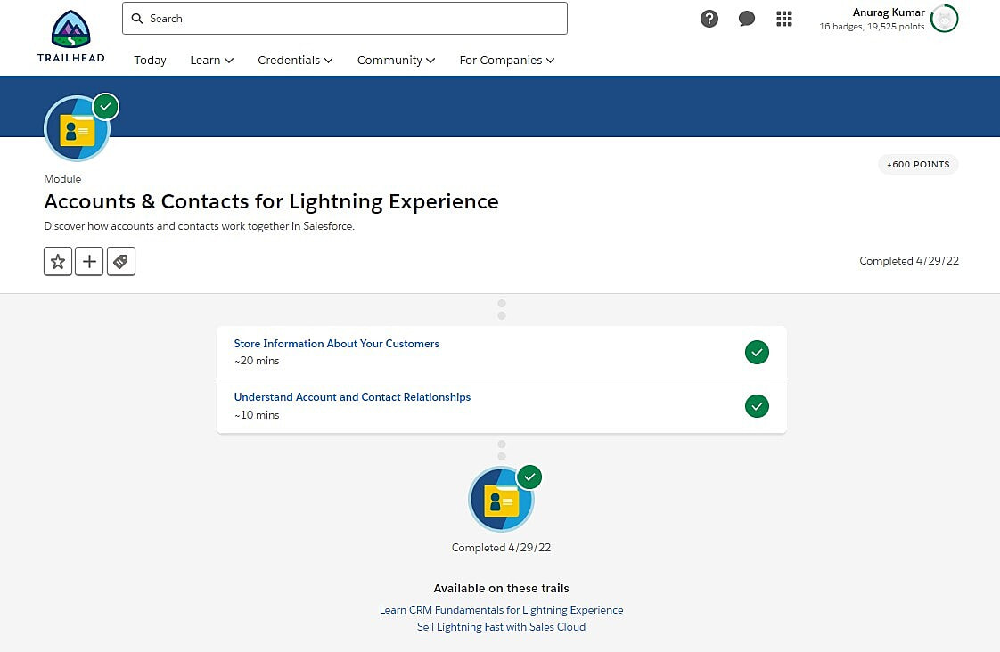 TRAILHEAD
Search
Anurag Kumar
16 badges, 19,525 points
Today Learn Credentials Community For Companies
+600 POINTS
Module
Accounts & Contacts for Lightning Experience
Discover how accounts and contacts work together in Salesforce.
Completed 4/29/22
Store Information About Your Customers
~20 mins
Understand Account and Contact Relationships
~10 mins
Completed 4/29/22
Available on these trails
Learn CRM Fundamentals for Lightning Experience
Sell Lightning Fast with Sales Cloud